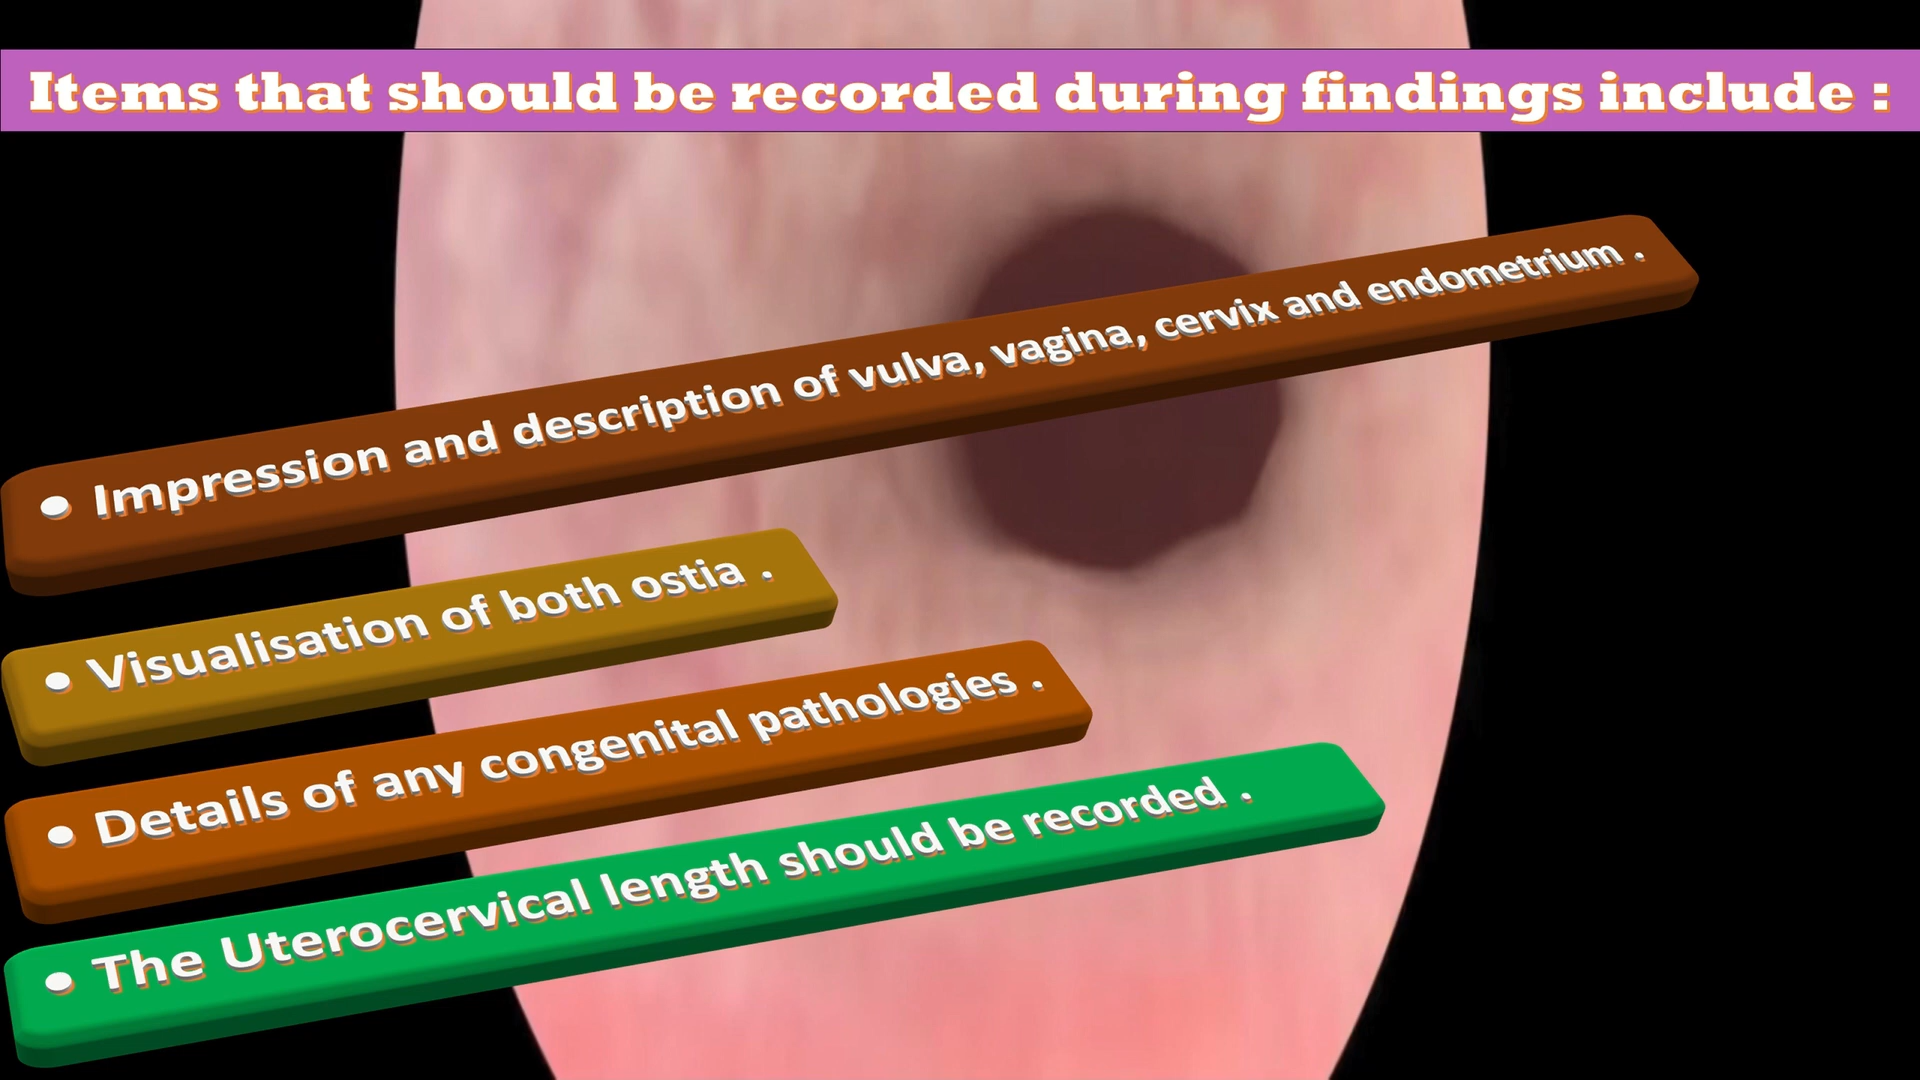 Items that should be recorded during findings include :
• Impression and description of vulva, vagina, cervix and endometrium .
• Visualisation of both ostia .
• Details of any congenital pathologies .
• The Uterocervical length should be recorded .